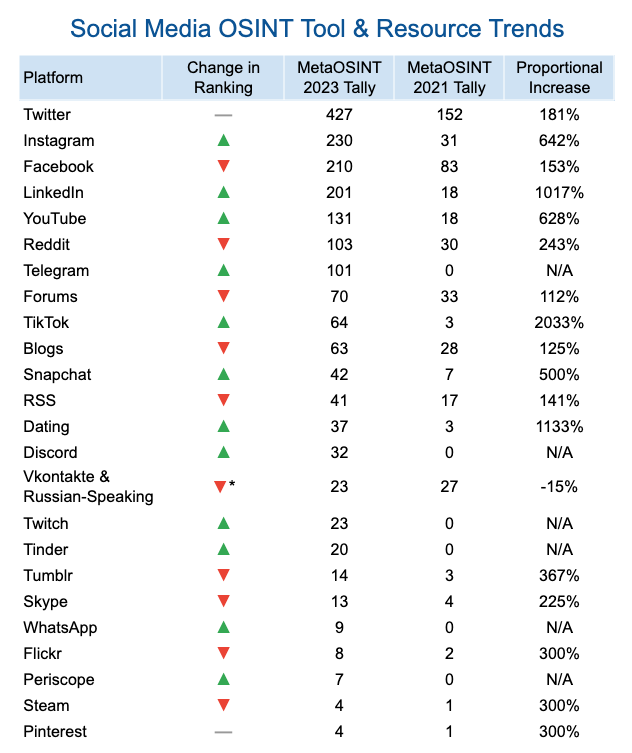 Social Media OSINT Tool & Resource Trends
Platform Change in Ranking MetaOSINT 2023 Tally MetaOSINT 2021 Tally Proportional Increase
Twitter — 427 152 181%
Instagram ▲ 230 31 642%
Facebook ▼ 210 83 153%
LinkedIn ▲ 201 18 1017%
YouTube ▲ 131 18 628%
Reddit ▼ 103 30 243%
Telegram ▲ 101 0 N/A
Forums ▼ 70 33 112%
TikTok ▲ 64 3 2033%
Blogs ▼ 63 28 125%
Snapchat ▲ 42 7 500%
RSS ▼ 41 17 141%
Dating ▲ 37 3 1133%
Discord ▲ 32 0 N/A
Vkontakte & Russian-Speaking ▼* 23 27 -15%
Twitch ▲ 23 0 N/A
Tinder ▲ 20 0 N/A
Tumblr ▼ 14 3 367%
Skype ▼ 13 4 225%
WhatsApp ▲ 9 0 N/A
Flickr ▼ 8 2 300%
Periscope ▲ 7 0 N/A
Steam ▼ 4 1 300%
Pinterest — 4 1 300%